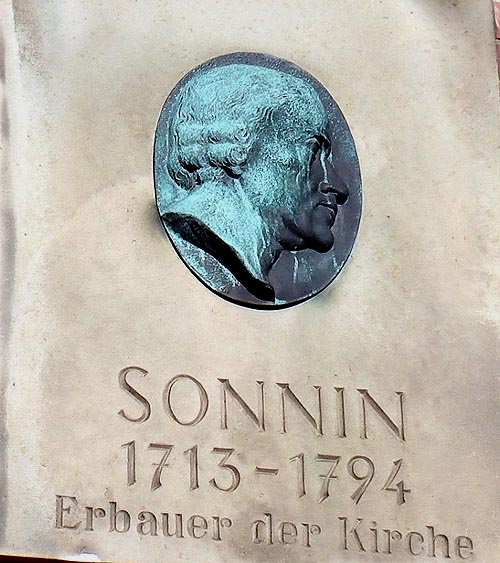 SONNIN
1713-1794
Erbauer der Kirche